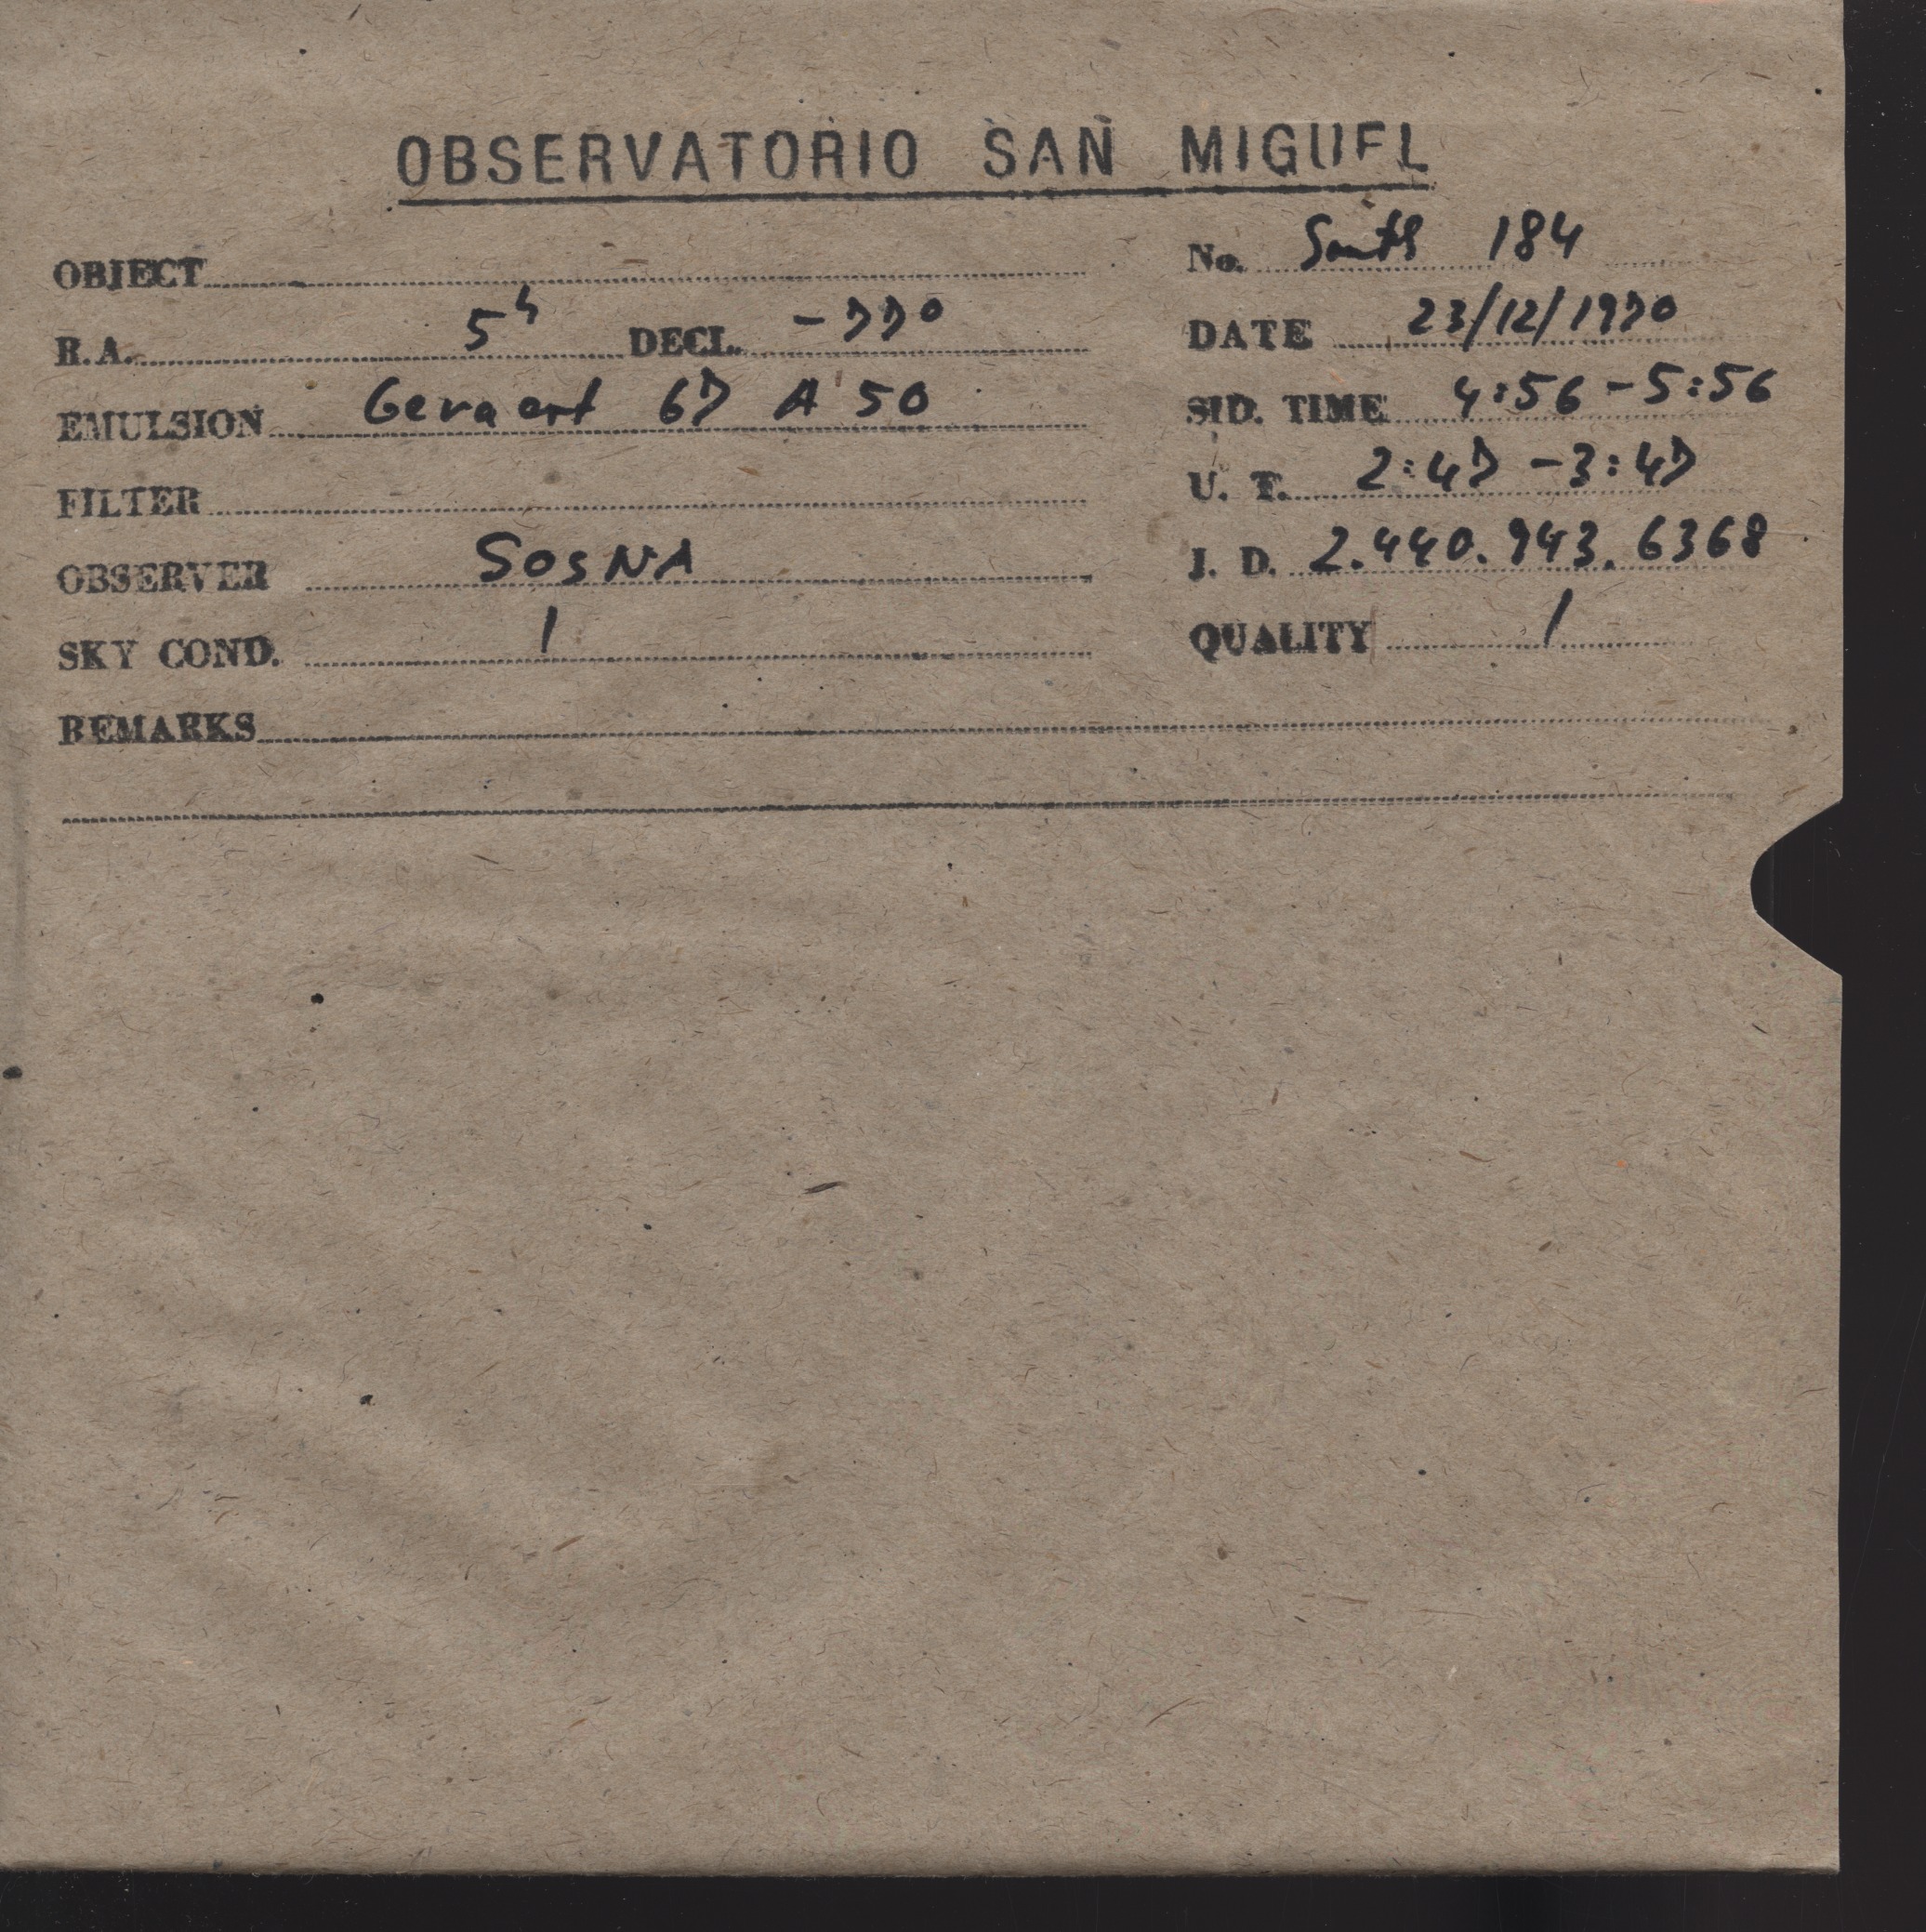 OBSERVATORIO SAN MIGUEL
OBJECT
No. South 184
R.A. 5h DECL. -77°
DATE 23/12/1970
EMULSION Gevaert 67 A 50
SID. TIME 4:56 - 5:56
FILTER
U. T. 2:47 - 3:47
OBSERVER SOSNA
J. D. 2.440.943.6368
SKY COND. 1
QUALITY 1
REMARKS